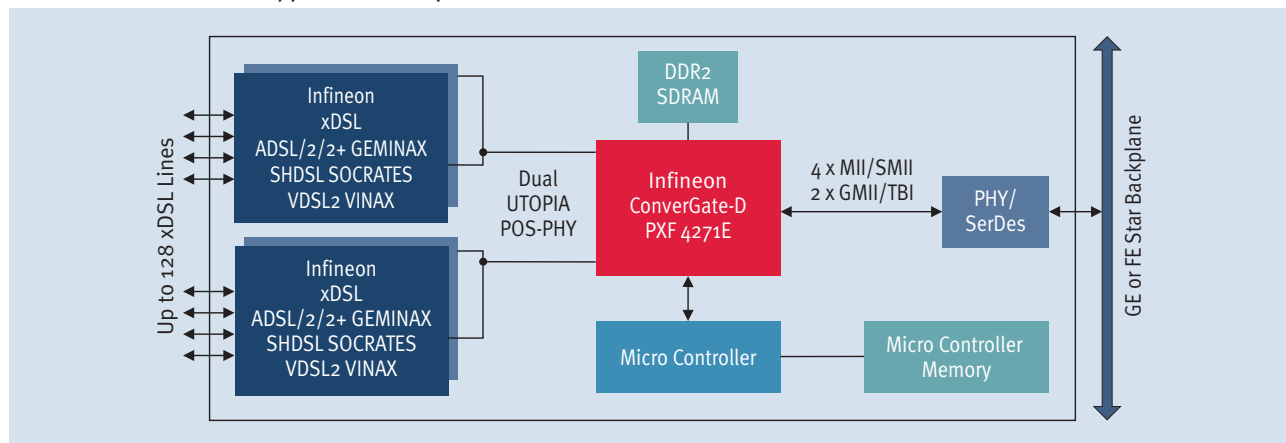 Up to 128 xDSL Lines
Infineon
xDSL
ADSL/2/2+ GEMINAX
SHDSL SOCRATES
VDSL2 VINAX
Infineon
xDSL
ADSL/2/2+ GEMINAX
SHDSL SOCRATES
VDSL2 VINAX
Dual
UTOPIA
POS-PHY
DDR2
SDRAM
Infineon
ConverGate-D
PXF 4271E
Micro Controller
4 x MII/SMII
2 x GMII/TBI
PHY/
SerDes
Micro Controller
Memory
GE or FE Star Backplane